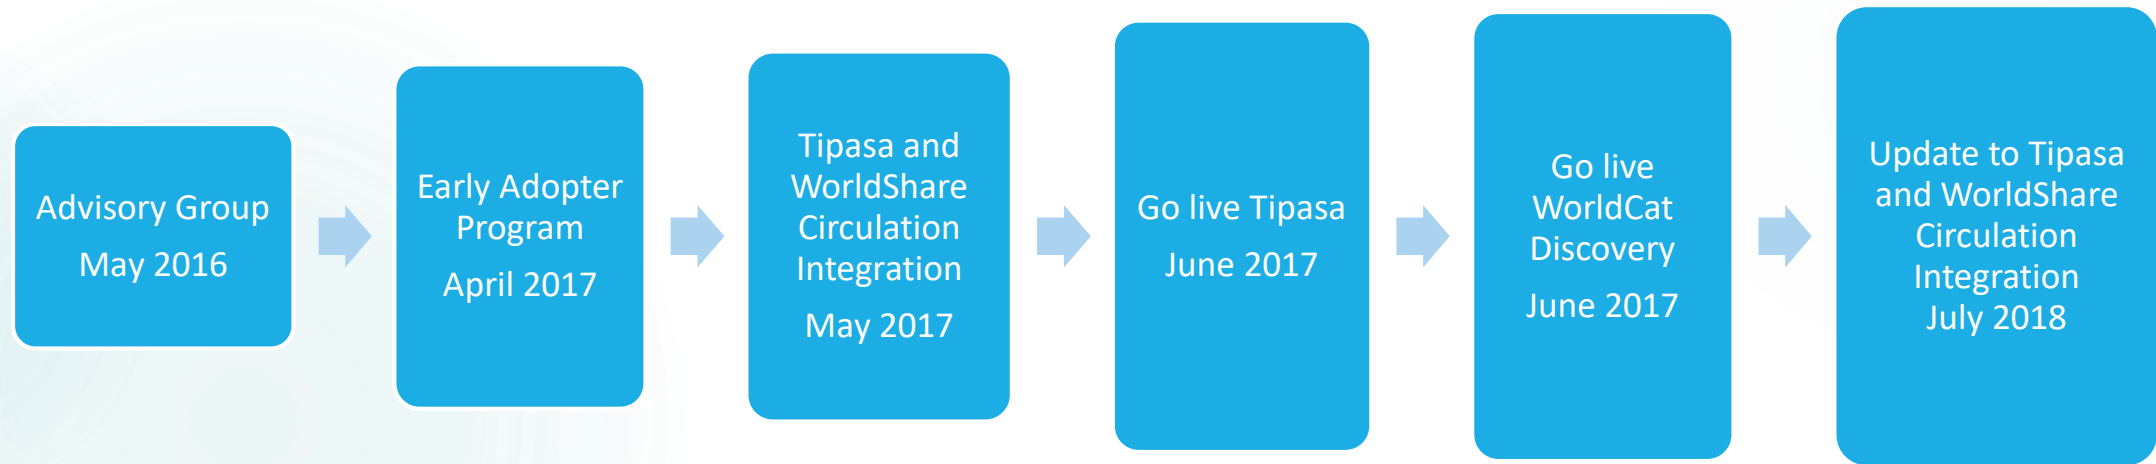 Advisory Group
May 2016
Early Adopter
Program
April 2017
Tipasa and
WorldShare
Circulation
Integration
May 2017
Go live Tipasa
June 2017
Go live
WorldCat
Discovery
June 2017
Update to Tipasa
and WorldShare
Circulation
Integration
July 2018